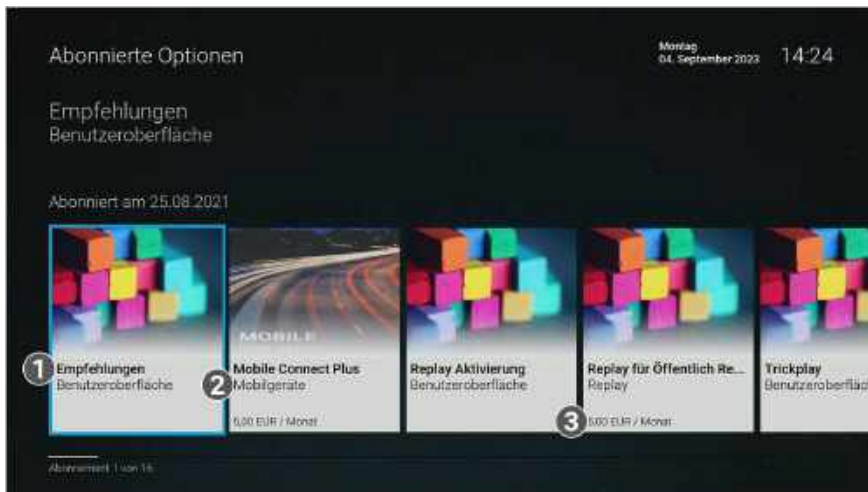 Abonnierte Optionen
Montag
04. September 2023
14:24
Empfehlungen
Benutzeroberfläche
Abonniert am 25.08.2021
MOBILE
1
Empfehlungen
Benutzeroberfläche
2
Mobile Connect Plus
Mobilgeräte
5,00 EUR / Monat
Replay Aktivierung
Benutzeroberfläche
3
Replay für Öffentlich Re...
Replay
5,00 EUR / Monat
Trickplay
Benutzeroberfläc
Abonnement 1 von 16